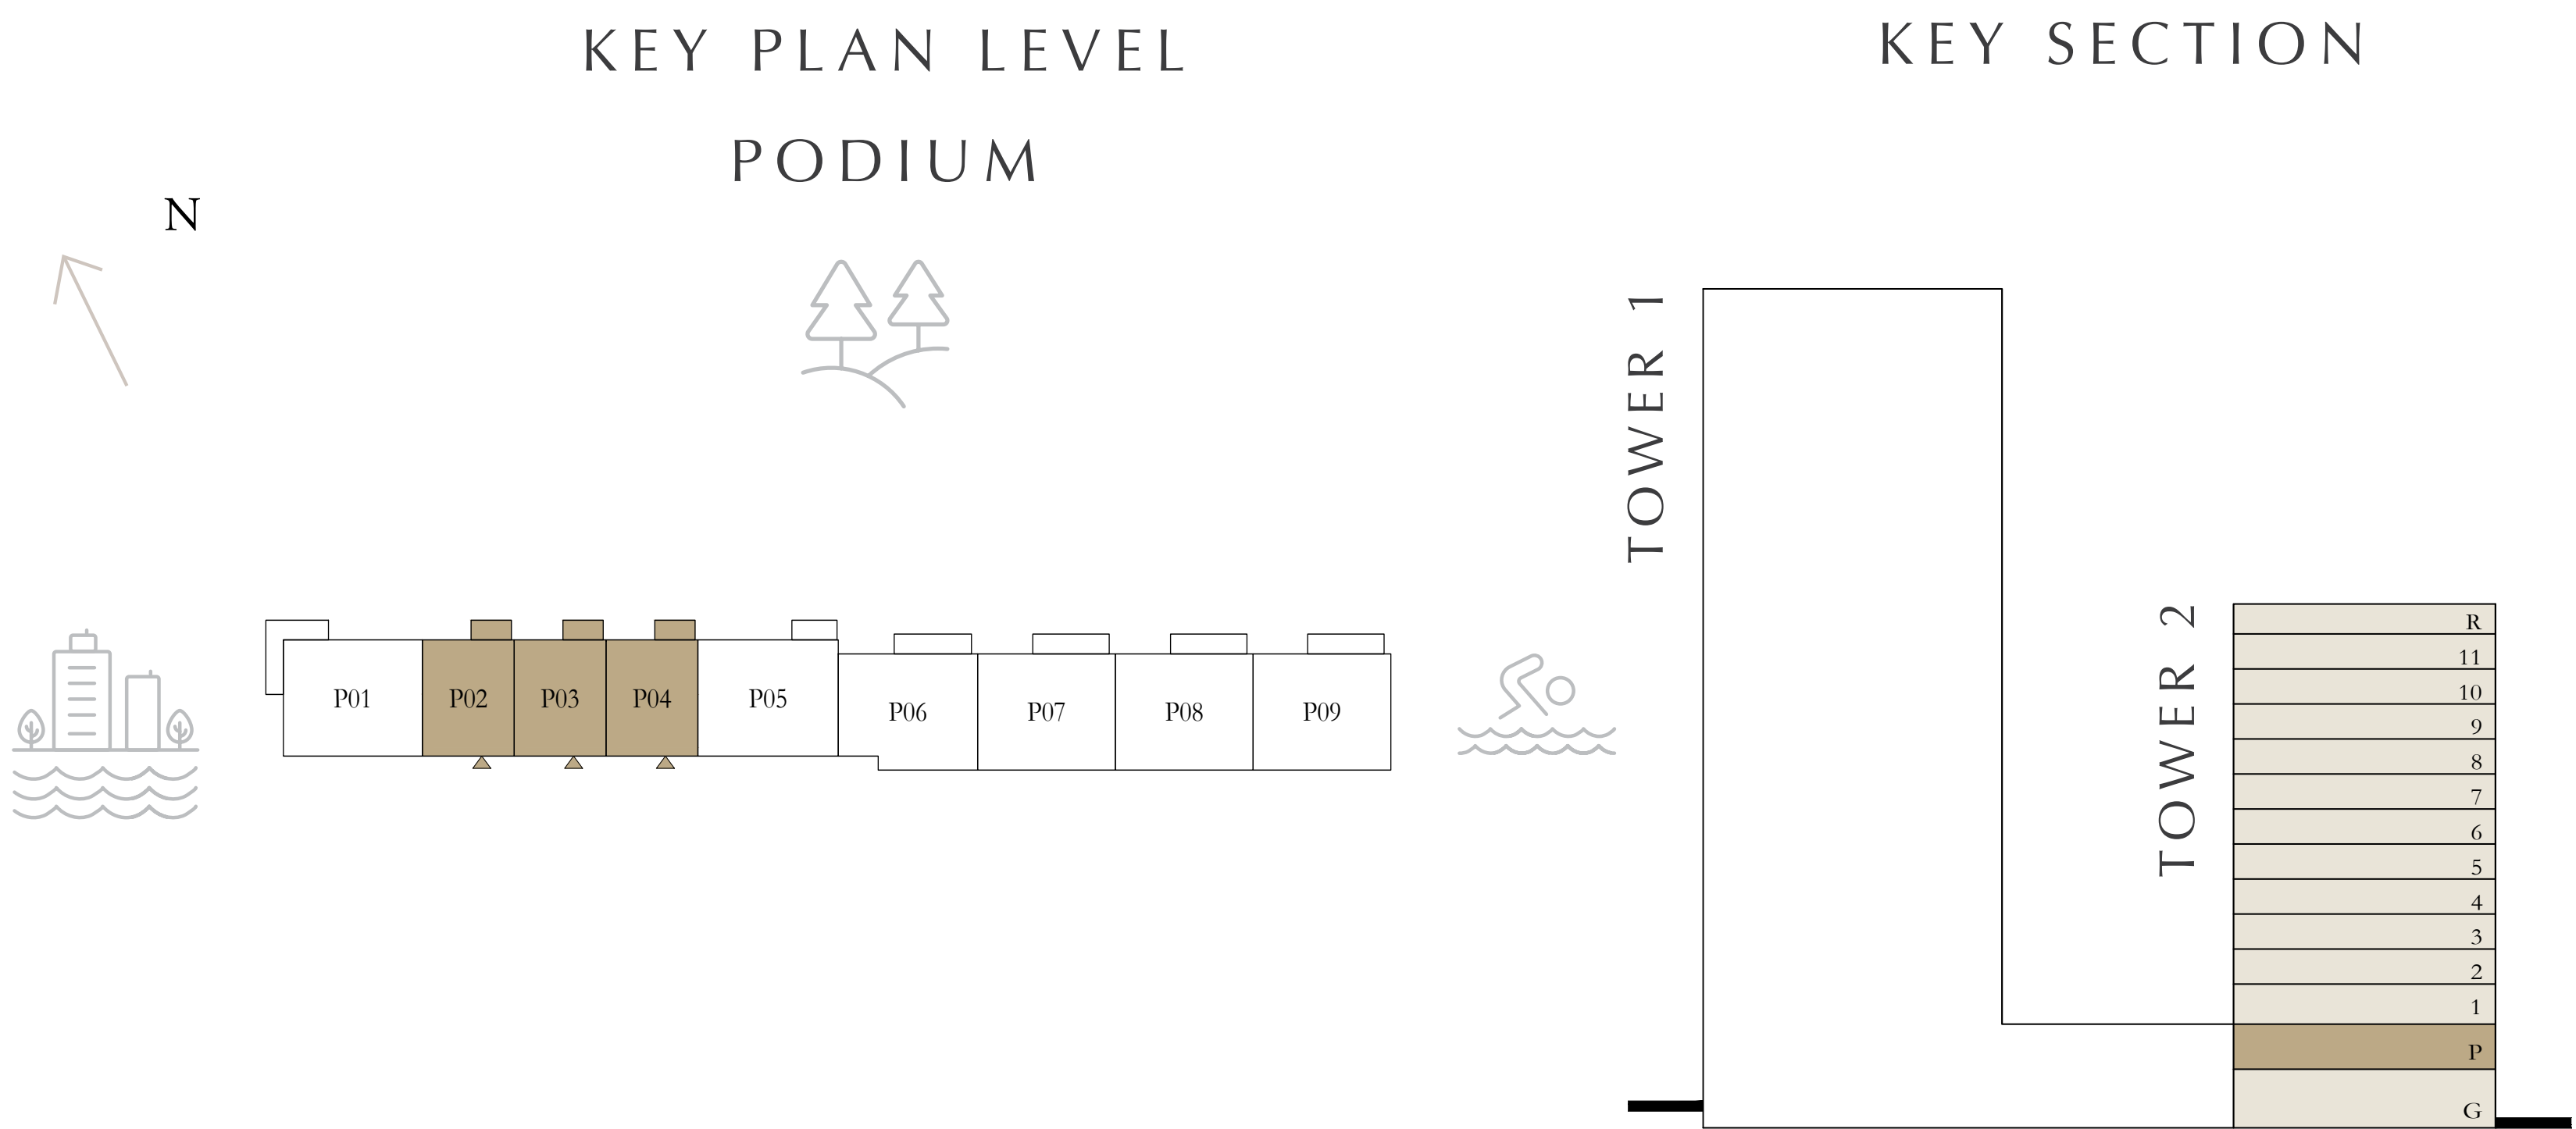 KEY PLAN LEVEL
PODIUM
N
P01
P02
P03
P04
P05
P06
P07
P08
P09
KEY SECTION
TOWER 1
TOWER 2
R
11
10
9
8
7
6
5
4
3
2
1
P
G